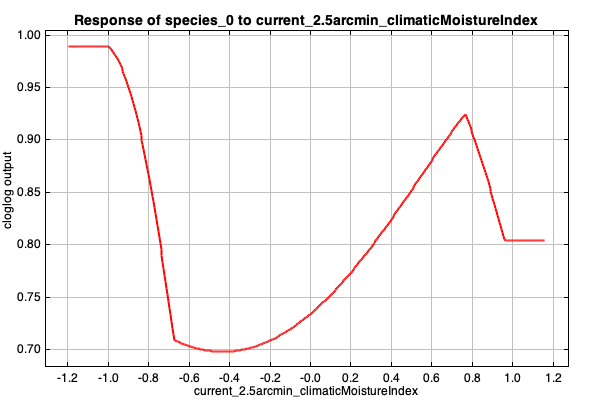 Response of species_0 to current_2.5arcmin_climaticMoistureIndex
1.00
0.95
0.90
0.85
0.80
0.75
0.70
cloglog output
-1.2 -1.0 -0.8 -0.6 -0.4 -0.2 -0.0 0.2 0.4 0.6 0.8 1.0 1.2
current_2.5arcmin_climaticMoistureIndex